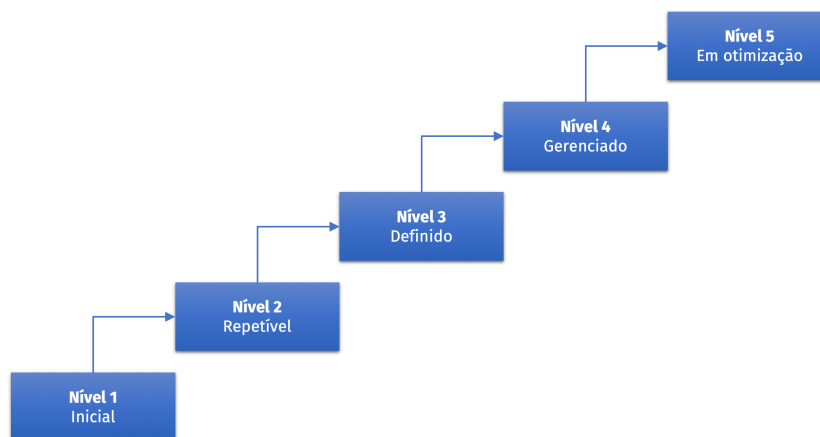 Nível 5
Em otimização
Nível 4
Gerenciado
Nível 3
Definido
Nível 2
Repetível
Nível 1
Inicial